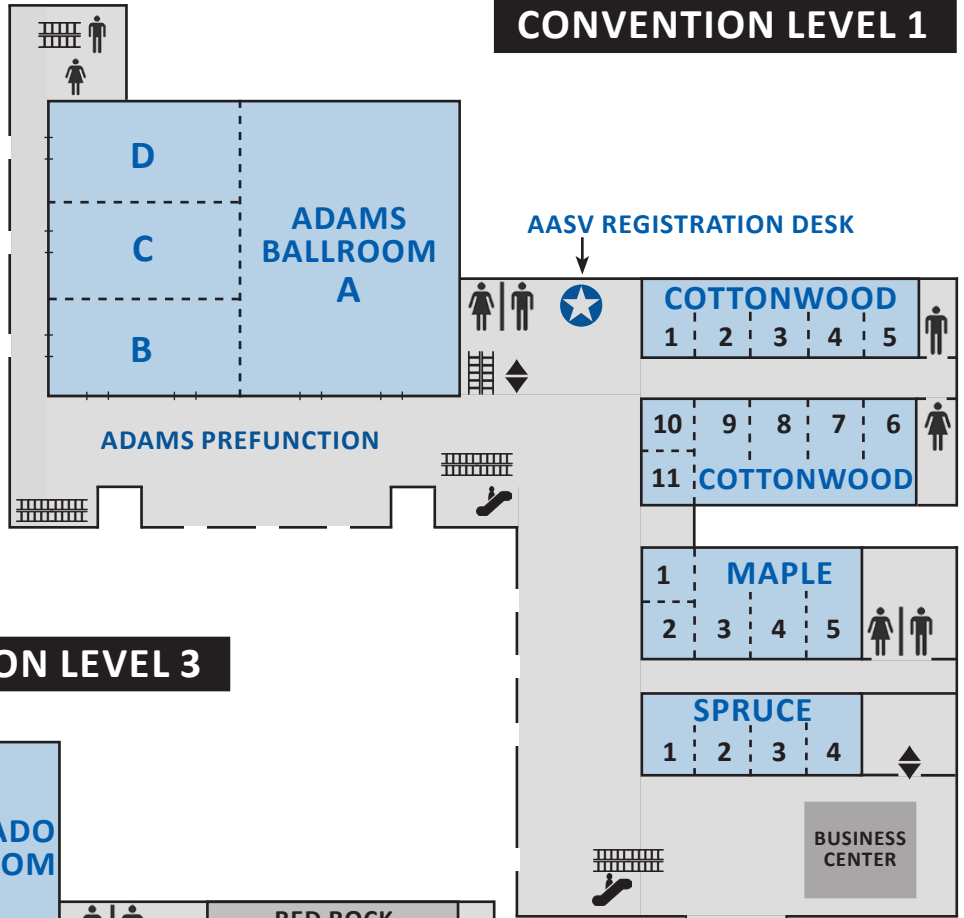 CONVENTION LEVEL 1
D
C
B
ADAMS
BALLROOM
A
AASV REGISTRATION DESK
COTTONWOOD
1 2 3 4 5
ADAMS PREFUNCTION
10 9 8 7 6
11 COTTONWOOD
1 MAPLE
2 3 4 5
ON LEVEL 3
SPRUCE
1 2 3 4
ADO
OM
BUSINESS
CENTER
RED ROCK